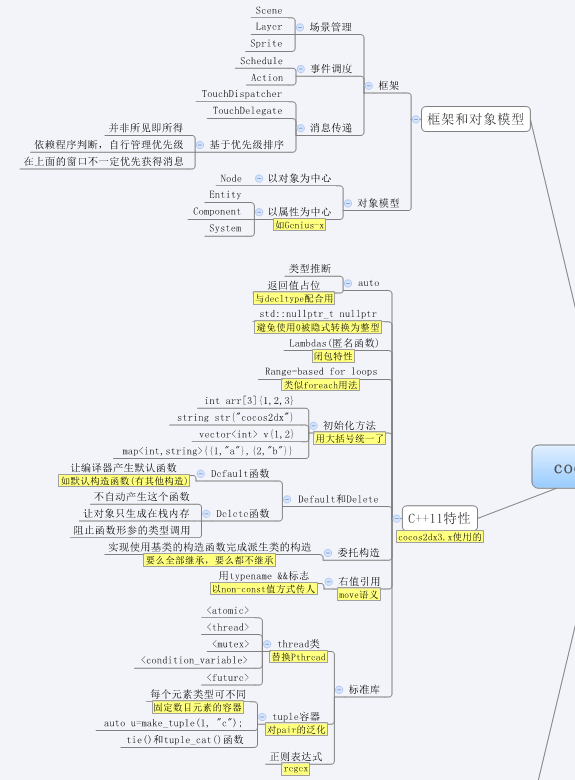 Scene
Layer
Sprite
场景管理
Schedule
Action
事件调度
TouchDispatcher
TouchDelegate
并非所见即所得
依赖程序判断，自行管理优先级
在上面的窗口不一定优先获得消息
基于优先级排序
消息传递
框架
Node
以对象为中心
Entity
Component
System
以属性为中心
如Genius-x
对象模型
框架和对象模型
类型推断
返回值占位
与decltype配合用
auto
std::nullptr_t nullptr
避免使用0被隐式转换为整型
Lambdas(匿名函数)
闭包特性
Range-based for loops
类似foreach用法
int arr[3]{1,2,3}
string str{"cocos2dx"}
vector<int> v{1,2}
map<int,string>{{1,"a"},{2,"b"}}
初始化方法
用大括号统一了
让编译器产生默认函数
如默认构造函数(有其他构造)
Default函数
不自动产生这个函数
让对象只生成在栈内存
阻止函数形参的类型调用
Delete函数
Default和Delete
实现使用基类的构造函数完成派生类的构造
要么全部继承，要么都不继承
委托构造
用typename &&标志
以non-const值方式传人
右值引用
move语义
<atomic>
<thread>
<mutex>
<condition_variable>
<future>
thread类
替换Pthread
每个元素类型可不同
固定数目元素的容器
auto u=make_tuple(1, "c");
tie()和tuple_cat()函数
tuple容器
对pair的泛化
正则表达式
regex
标准库
C++11特性
cocos2dx3.x使用的